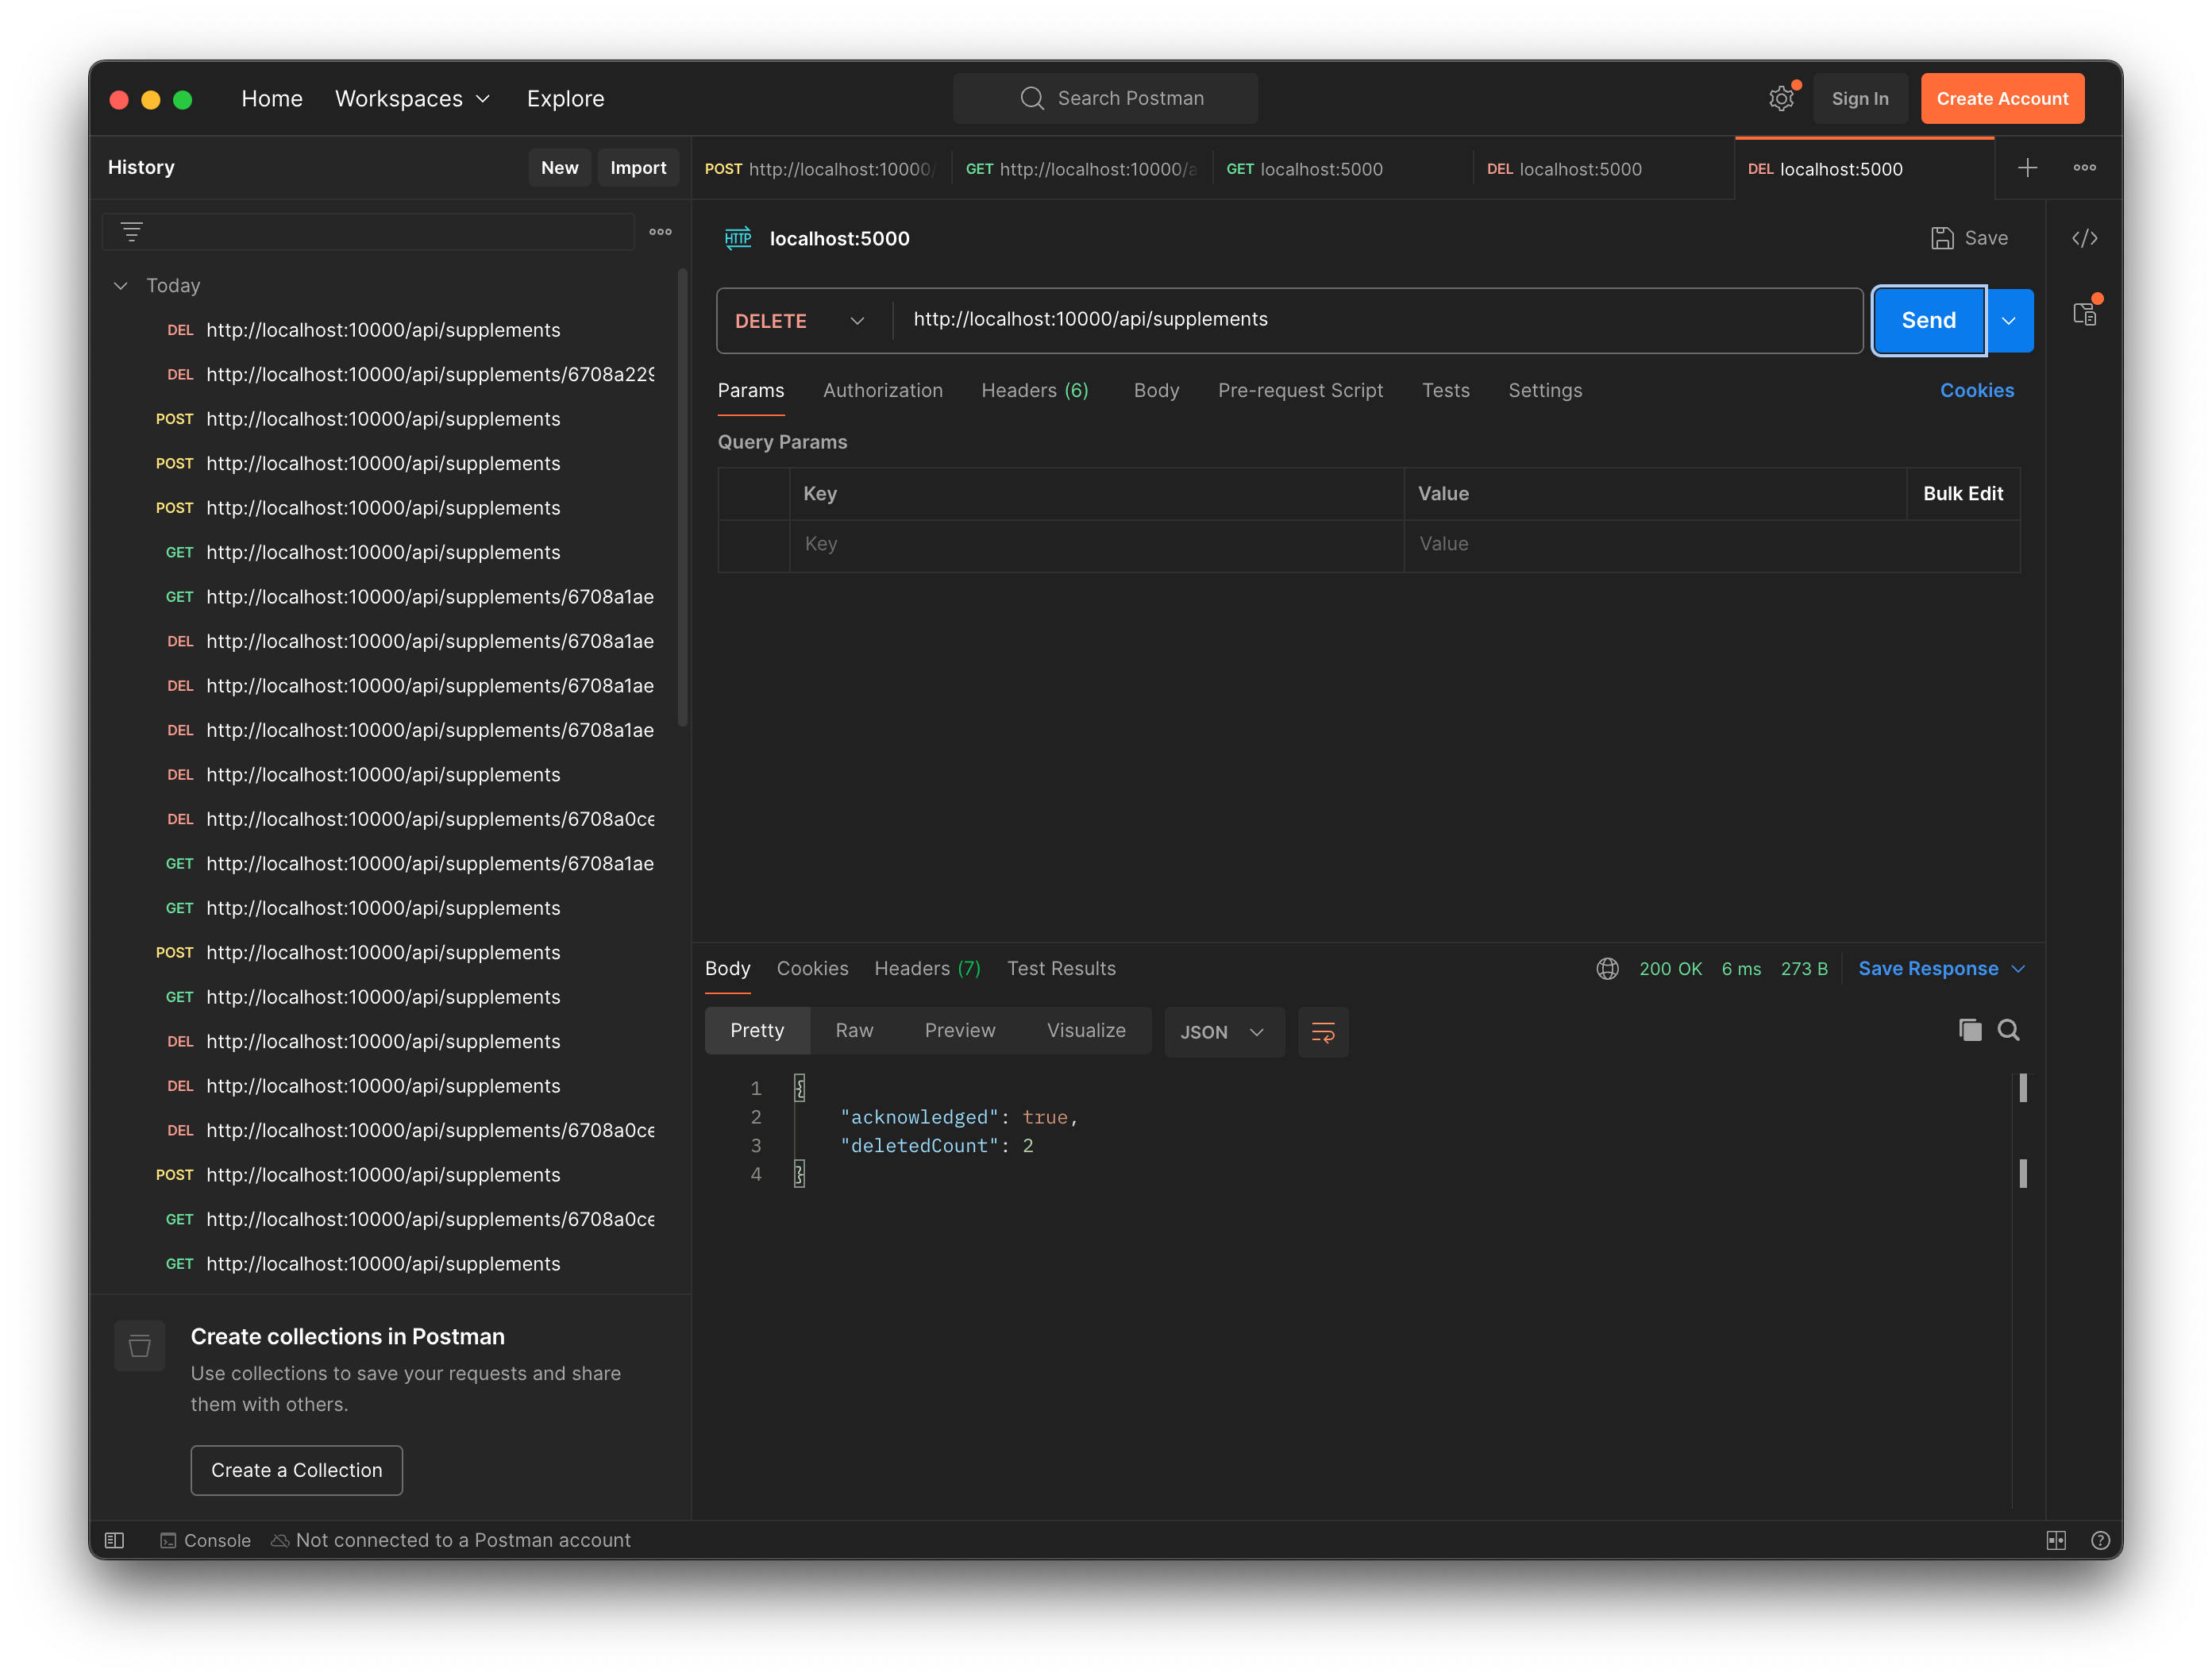 Home Workspaces Explore Search Postman Sign In Create Account
History New Import
POST http://localhost:10000/ GET http://localhost:10000/a GET localhost:5000 DEL localhost:5000 DEL localhost:5000
HTTP localhost:5000 Save
Today
DEL http://localhost:10000/api/supplements
DEL http://localhost:10000/api/supplements/6708a229
POST http://localhost:10000/api/supplements
POST http://localhost:10000/api/supplements
POST http://localhost:10000/api/supplements
GET http://localhost:10000/api/supplements
GET http://localhost:10000/api/supplements/6708a1ae
DEL http://localhost:10000/api/supplements/6708a1ae
DEL http://localhost:10000/api/supplements/6708a1ae
DEL http://localhost:10000/api/supplements/6708a1ae
DEL http://localhost:10000/api/supplements
DEL http://localhost:10000/api/supplements/6708a0ce
GET http://localhost:10000/api/supplements/6708a1ae
GET http://localhost:10000/api/supplements
POST http://localhost:10000/api/supplements
GET http://localhost:10000/api/supplements
DEL http://localhost:10000/api/supplements
DEL http://localhost:10000/api/supplements
DEL http://localhost:10000/api/supplements/6708a0ce
POST http://localhost:10000/api/supplements
GET http://localhost:10000/api/supplements/6708a0ce
GET http://localhost:10000/api/supplements
Create collections in Postman
Use collections to save your requests and share
them with others.
Create a Collection
DELETE http://localhost:10000/api/supplements Send
Params Authorization Headers (6) Body Pre-request Script Tests Settings Cookies
Query Params
Key Value Bulk Edit
Key Value
Body Cookies Headers (7) Test Results 200 OK 6 ms 273 B Save Response
Pretty Raw Preview Visualize JSON
1 {
2 "acknowledged": true,
3 "deletedCount": 2
4 }
Console Not connected to a Postman account